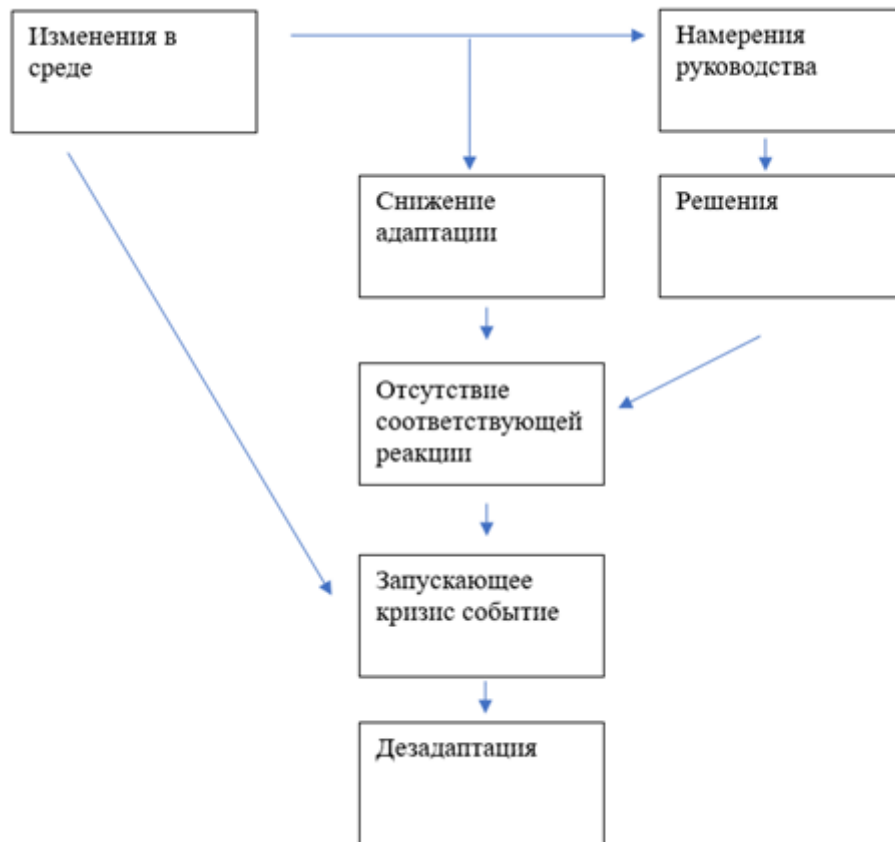 Изменения в
среде
Намерения
руководства
Снижение
адаптации
Решения
Отсутствие
соответствующей
реакции
Запускающее
кризис событие
Дезадаптация